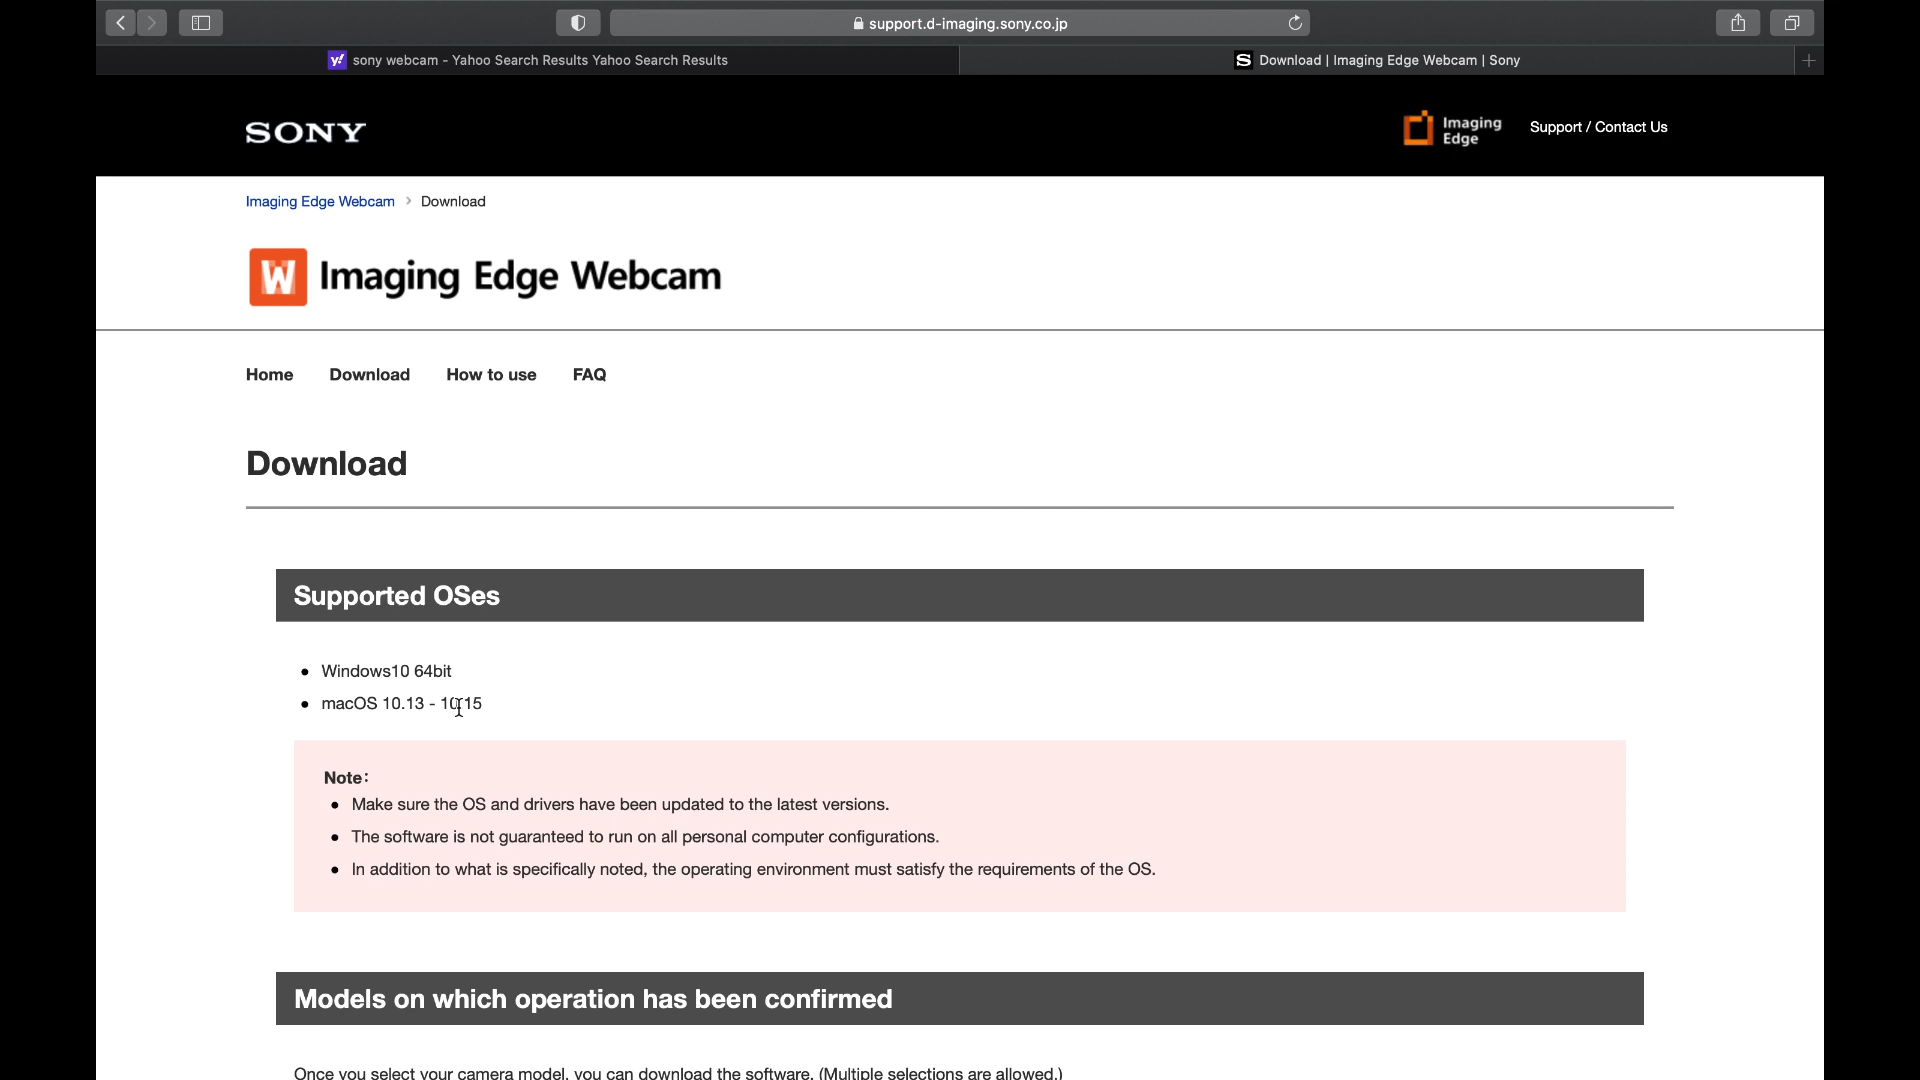 support.d-imaging.sony.co.jp
sony webcam - Yahoo Search Results Yahoo Search Results
Download | Imaging Edge Webcam | Sony
SONY
Imaging Edge
Support / Contact Us
Imaging Edge Webcam > Download
W Imaging Edge Webcam
Home Download How to use FAQ
Download
Supported OSes
• Windows10 64bit
• macOS 10.13 - 10.15
Note:
• Make sure the OS and drivers have been updated to the latest versions.
• The software is not guaranteed to run on all personal computer configurations.
• In addition to what is specifically noted, the operating environment must satisfy the requirements of the OS.
Models on which operation has been confirmed
Once you select your camera model, you can download the software. (Multiple selections are allowed.)